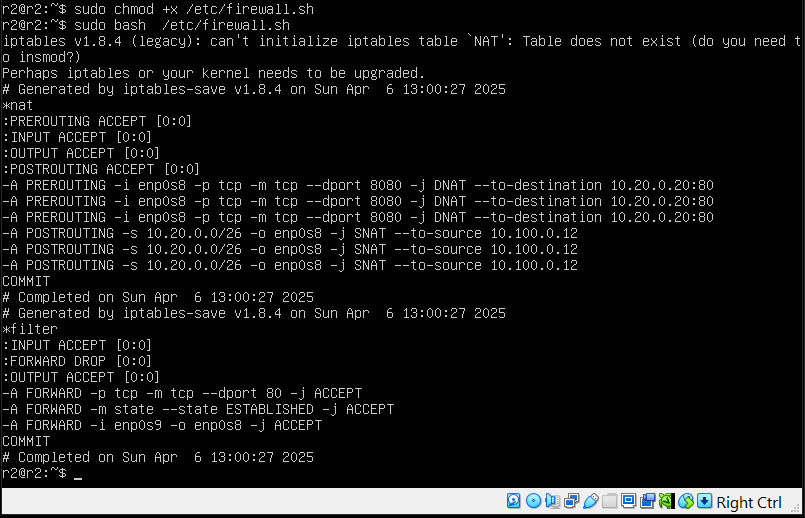 r2@r2:~$ sudo chmod +x /etc/firewall.sh
r2@r2:~$ sudo bash  /etc/firewall.sh
iptables v1.8.4 (legacy): can't initialize iptables table `NAT': Table does not exist (do you need t
o insmod?)
Perhaps iptables or your kernel needs to be upgraded.
# Generated by iptables-save v1.8.4 on Sun Apr  6 13:00:27 2025
*nat
:PREROUTING ACCEPT [0:0]
:INPUT ACCEPT [0:0]
:OUTPUT ACCEPT [0:0]
:POSTROUTING ACCEPT [0:0]
-A PREROUTING -i enp0s8 -p tcp -m tcp --dport 8080 -j DNAT --to-destination 10.20.0.20:80
-A PREROUTING -i enp0s8 -p tcp -m tcp --dport 8080 -j DNAT --to-destination 10.20.0.20:80
-A PREROUTING -i enp0s8 -p tcp -m tcp --dport 8080 -j DNAT --to-destination 10.20.0.20:80
-A POSTROUTING -s 10.20.0.0/26 -o enp0s8 -j SNAT --to-source 10.100.0.12
-A POSTROUTING -s 10.20.0.0/26 -o enp0s8 -j SNAT --to-source 10.100.0.12
-A POSTROUTING -s 10.20.0.0/26 -o enp0s8 -j SNAT --to-source 10.100.0.12
COMMIT
# Completed on Sun Apr  6 13:00:27 2025
# Generated by iptables-save v1.8.4 on Sun Apr  6 13:00:27 2025
*filter
:INPUT ACCEPT [0:0]
:FORWARD DROP [0:0]
:OUTPUT ACCEPT [0:0]
-A FORWARD -p tcp -m tcp --dport 80 -j ACCEPT
-A FORWARD -m state --state ESTABLISHED -j ACCEPT
-A FORWARD -i enp0s9 -o enp0s8 -j ACCEPT
COMMIT
# Completed on Sun Apr  6 13:00:27 2025
r2@r2:~$ _
Right Ctrl